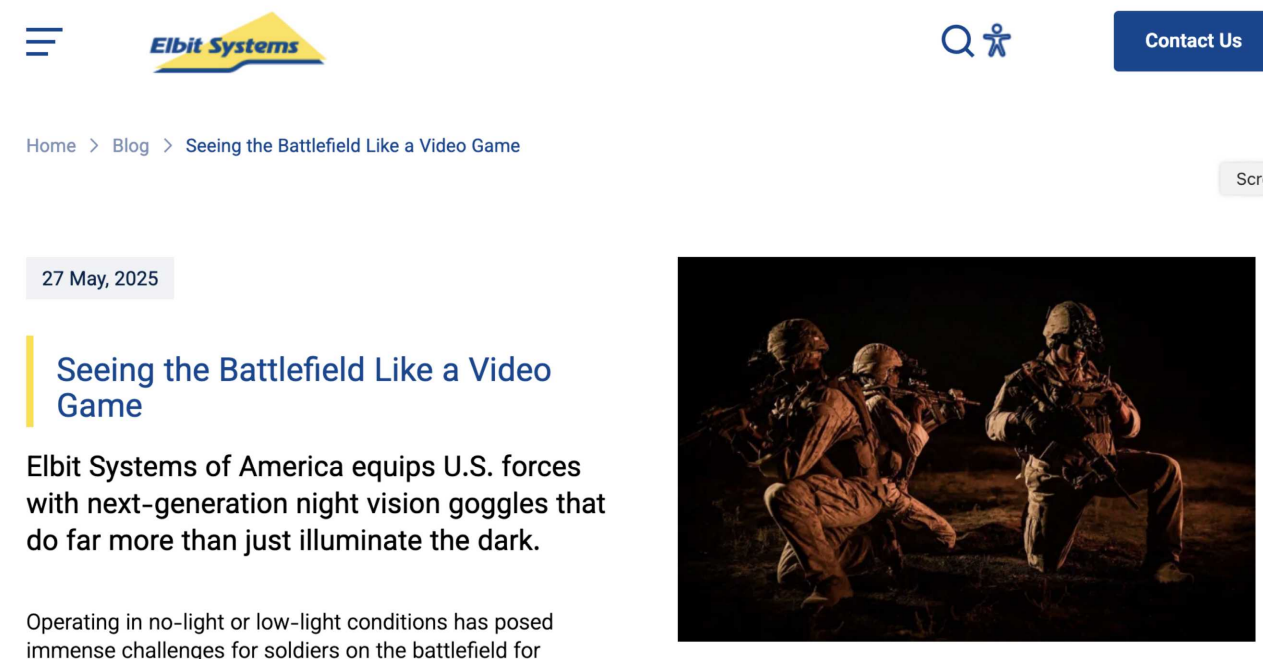 Elbit Systems
Contact Us
Home > Blog > Seeing the Battlefield Like a Video Game
Scr
27 May, 2025
Seeing the Battlefield Like a Video
Game
Elbit Systems of America equips U.S. forces
with next-generation night vision goggles that
do far more than just illuminate the dark.
Operating in no-light or low-light conditions has posed
immense challenges for soldiers on the battlefield for